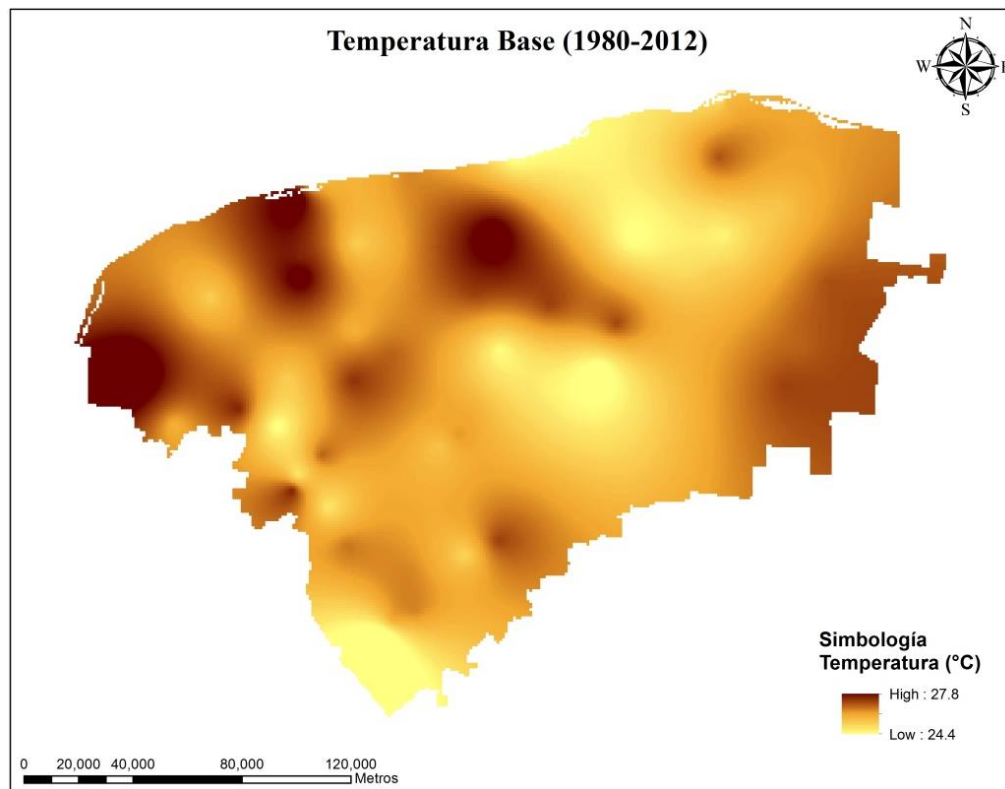 Temperatura Base (1980-2012)
N
W E
S
Simbología
Temperatura (°C)
High : 27.8
Low : 24.4
0 20,000 40,000 80,000 120,000
Metros